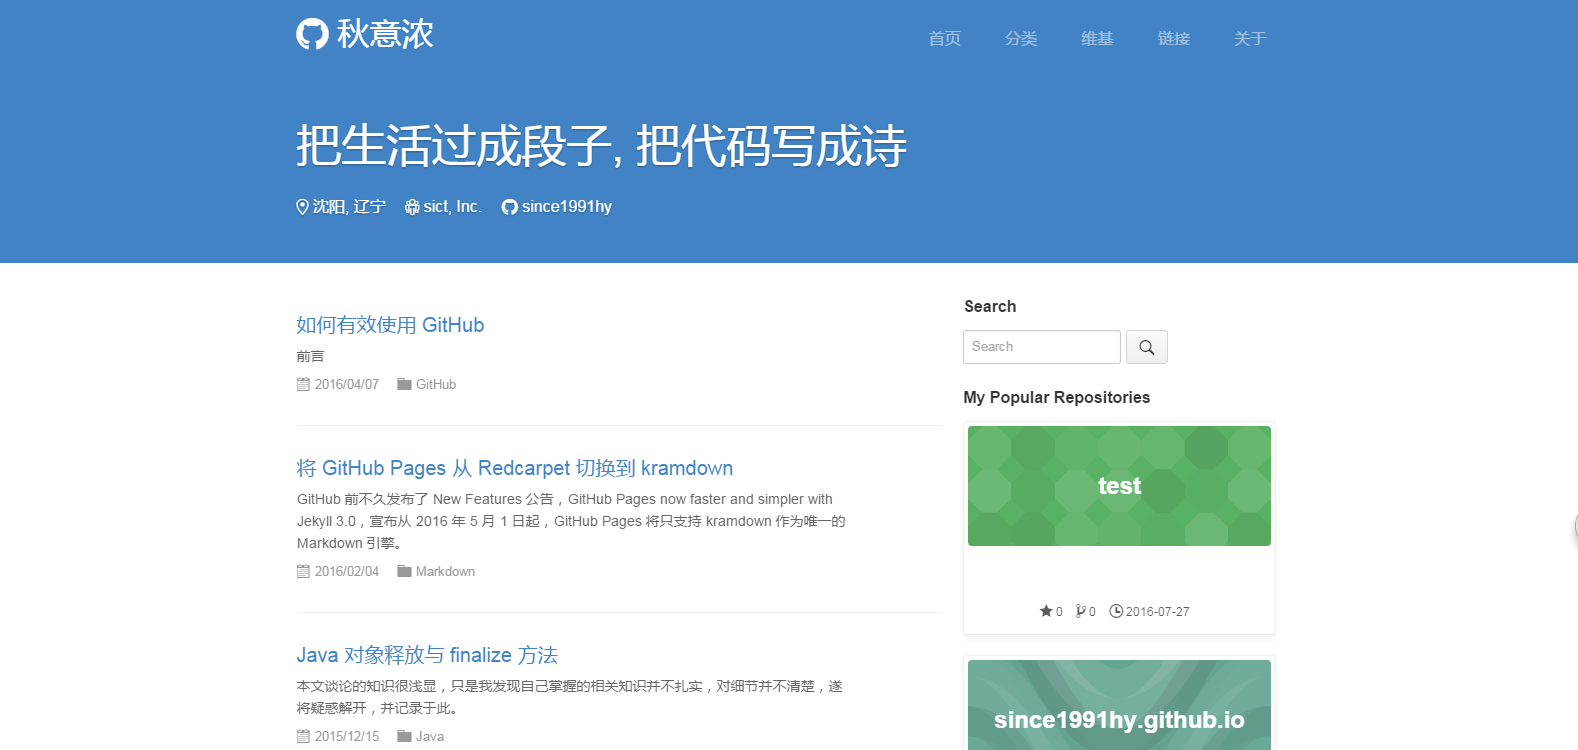 秋意浓
首页 分类 维基 链接 关于
把生活过成段子, 把代码写成诗
沈阳, 辽宁 sict, Inc. since1991hy
如何有效使用 GitHub
前言
2016/04/07 GitHub
将 GitHub Pages 从 Redcarpet 切换到 kramdown
GitHub 前不久发布了 New Features 公告，GitHub Pages now faster and simpler with
Jekyll 3.0，宣布从 2016 年 5 月 1 日起，GitHub Pages 将只支持 kramdown 作为唯一的
Markdown 引擎。
2016/02/04 Markdown
Java 对象释放与 finalize 方法
本文谈论的知识很浅显，只是我发现自己掌握的相关知识并不扎实，对细节并不清楚，遂
将疑惑解开，并记录于此。
2015/12/15 Java
Search
Search
My Popular Repositories
test
0 0 2016-07-27
since1991hy.github.io